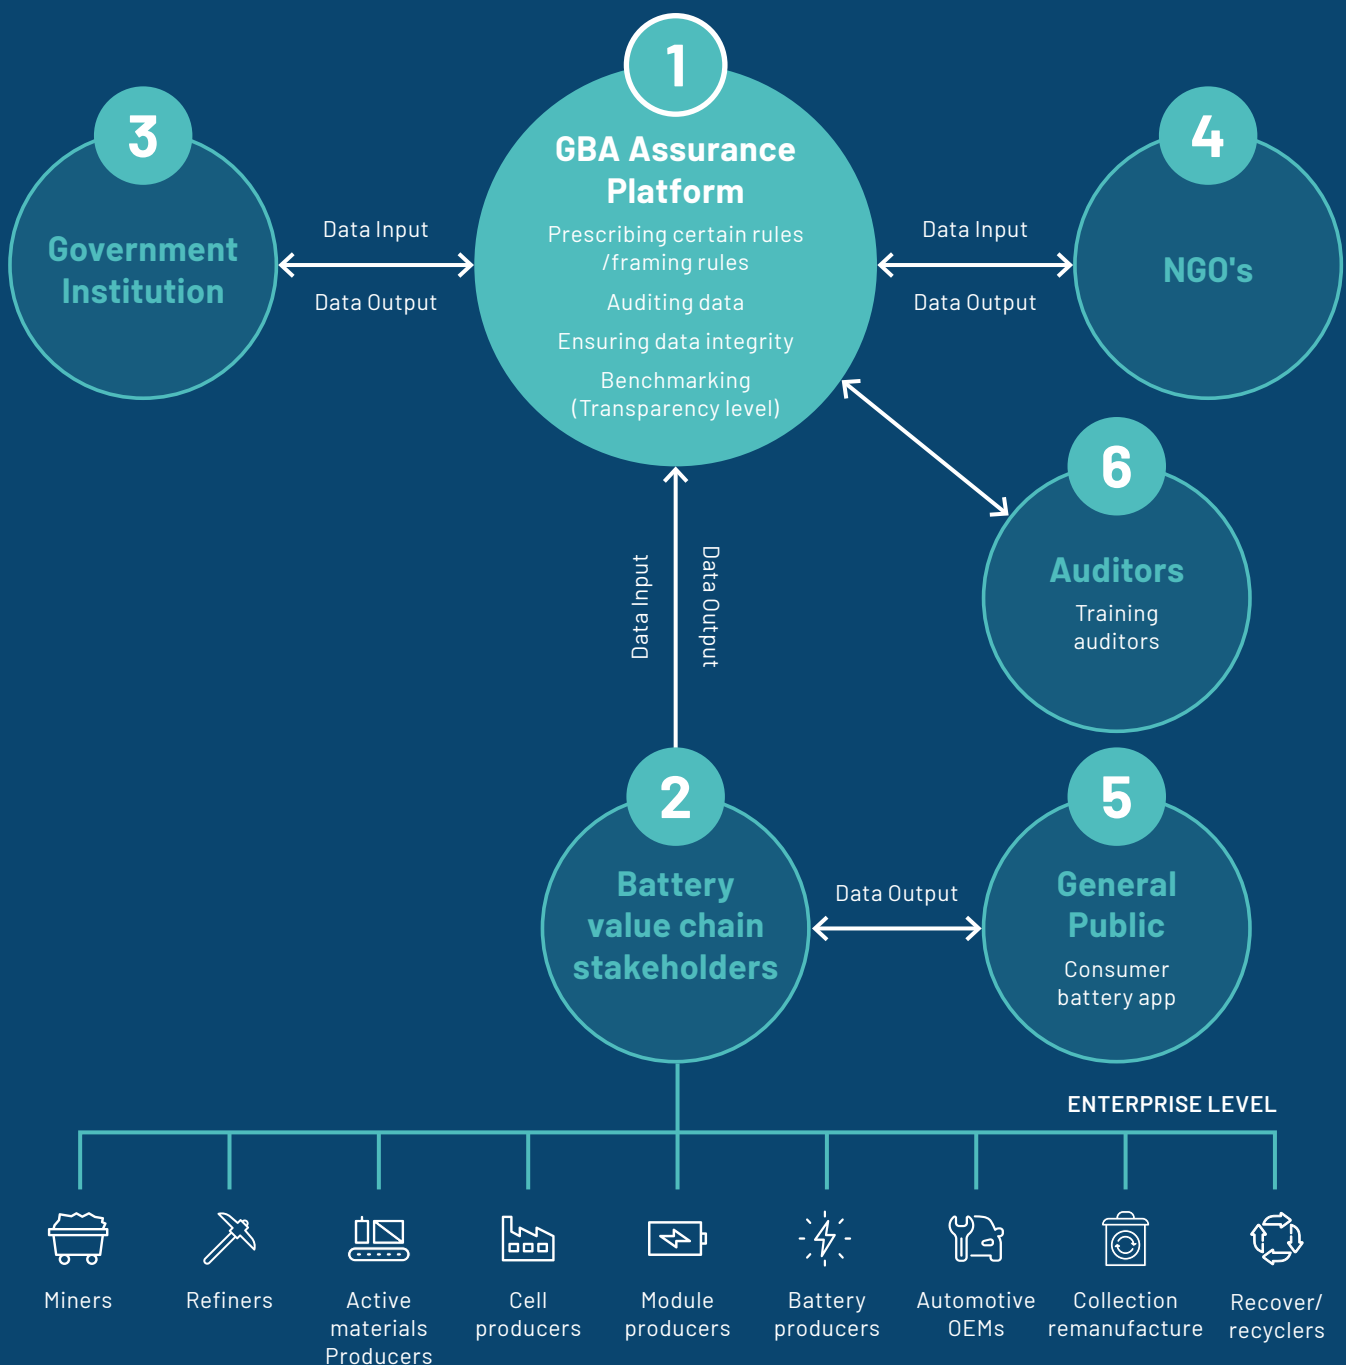 1
GBA Assurance
Platform
Prescribing certain rules
/framing rules
Auditing data
Ensuring data integrity
Benchmarking
(Transparency level)
3
Government
Institution
Data Input
Data Output
4
NGO's
Data Input
Data Output
6
Auditors
Training
auditors
Data Input
Data Output
2
Battery
value chain
stakeholders
Data Output
5
General
Public
Consumer
battery app
ENTERPRISE LEVEL
Miners
Refiners
Active
materials
Producers
Cell
producers
Module
producers
Battery
producers
Automotive
OEMs
Collection
remanufacture
Recover/
recyclers